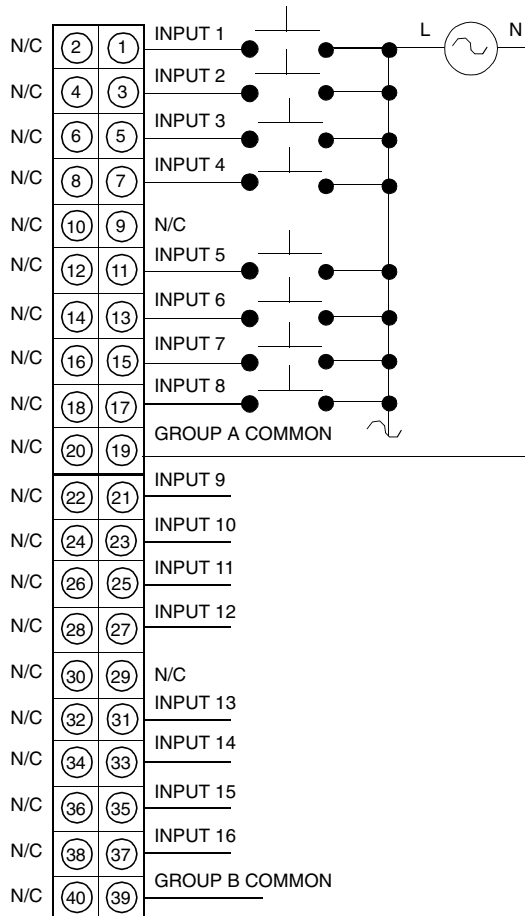 INPUT 1 L N
N/C 2 1
INPUT 2
N/C 4 3
INPUT 3
N/C 6 5
INPUT 4
N/C 8 7
N/C 10 9 N/C
INPUT 5
N/C 12 11
INPUT 6
N/C 14 13
INPUT 7
N/C 16 15
INPUT 8
N/C 18 17
GROUP A COMMON
N/C 20 19
INPUT 9
N/C 22 21
INPUT 10
N/C 24 23
INPUT 11
N/C 26 25
INPUT 12
N/C 28 27
N/C 30 29 N/C
INPUT 13
N/C 32 31
INPUT 14
N/C 34 33
INPUT 15
N/C 36 35
INPUT 16
N/C 38 37
GROUP B COMMON
N/C 40 39